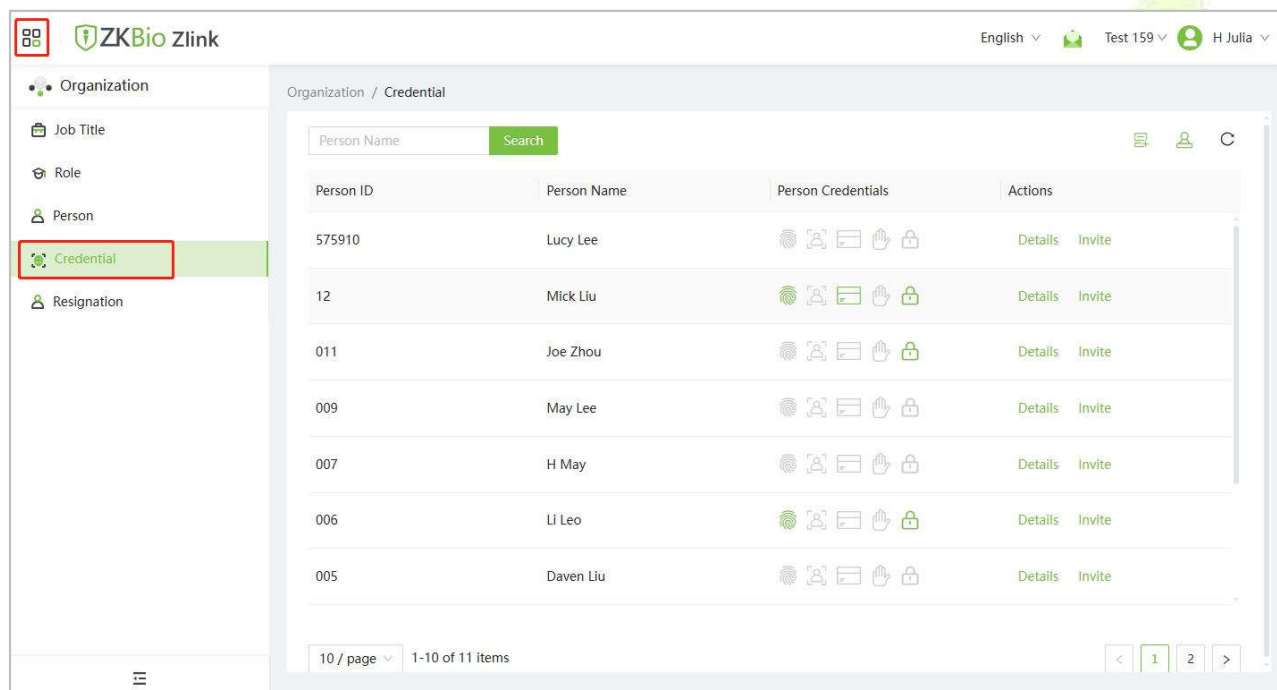 ZKBio Zlink
English
Test 159
H Julia
Organization
Job Title
Role
Person
Credential
Resignation
Organization / Credential
Person Name
Search
Person ID Person Name Person Credentials Actions
575910 Lucy Lee Details Invite
12 Mick Liu Details Invite
011 Joe Zhou Details Invite
009 May Lee Details Invite
007 H May Details Invite
006 Li Leo Details Invite
005 Daven Liu Details Invite
10 / page 1-10 of 11 items < 1 2 >